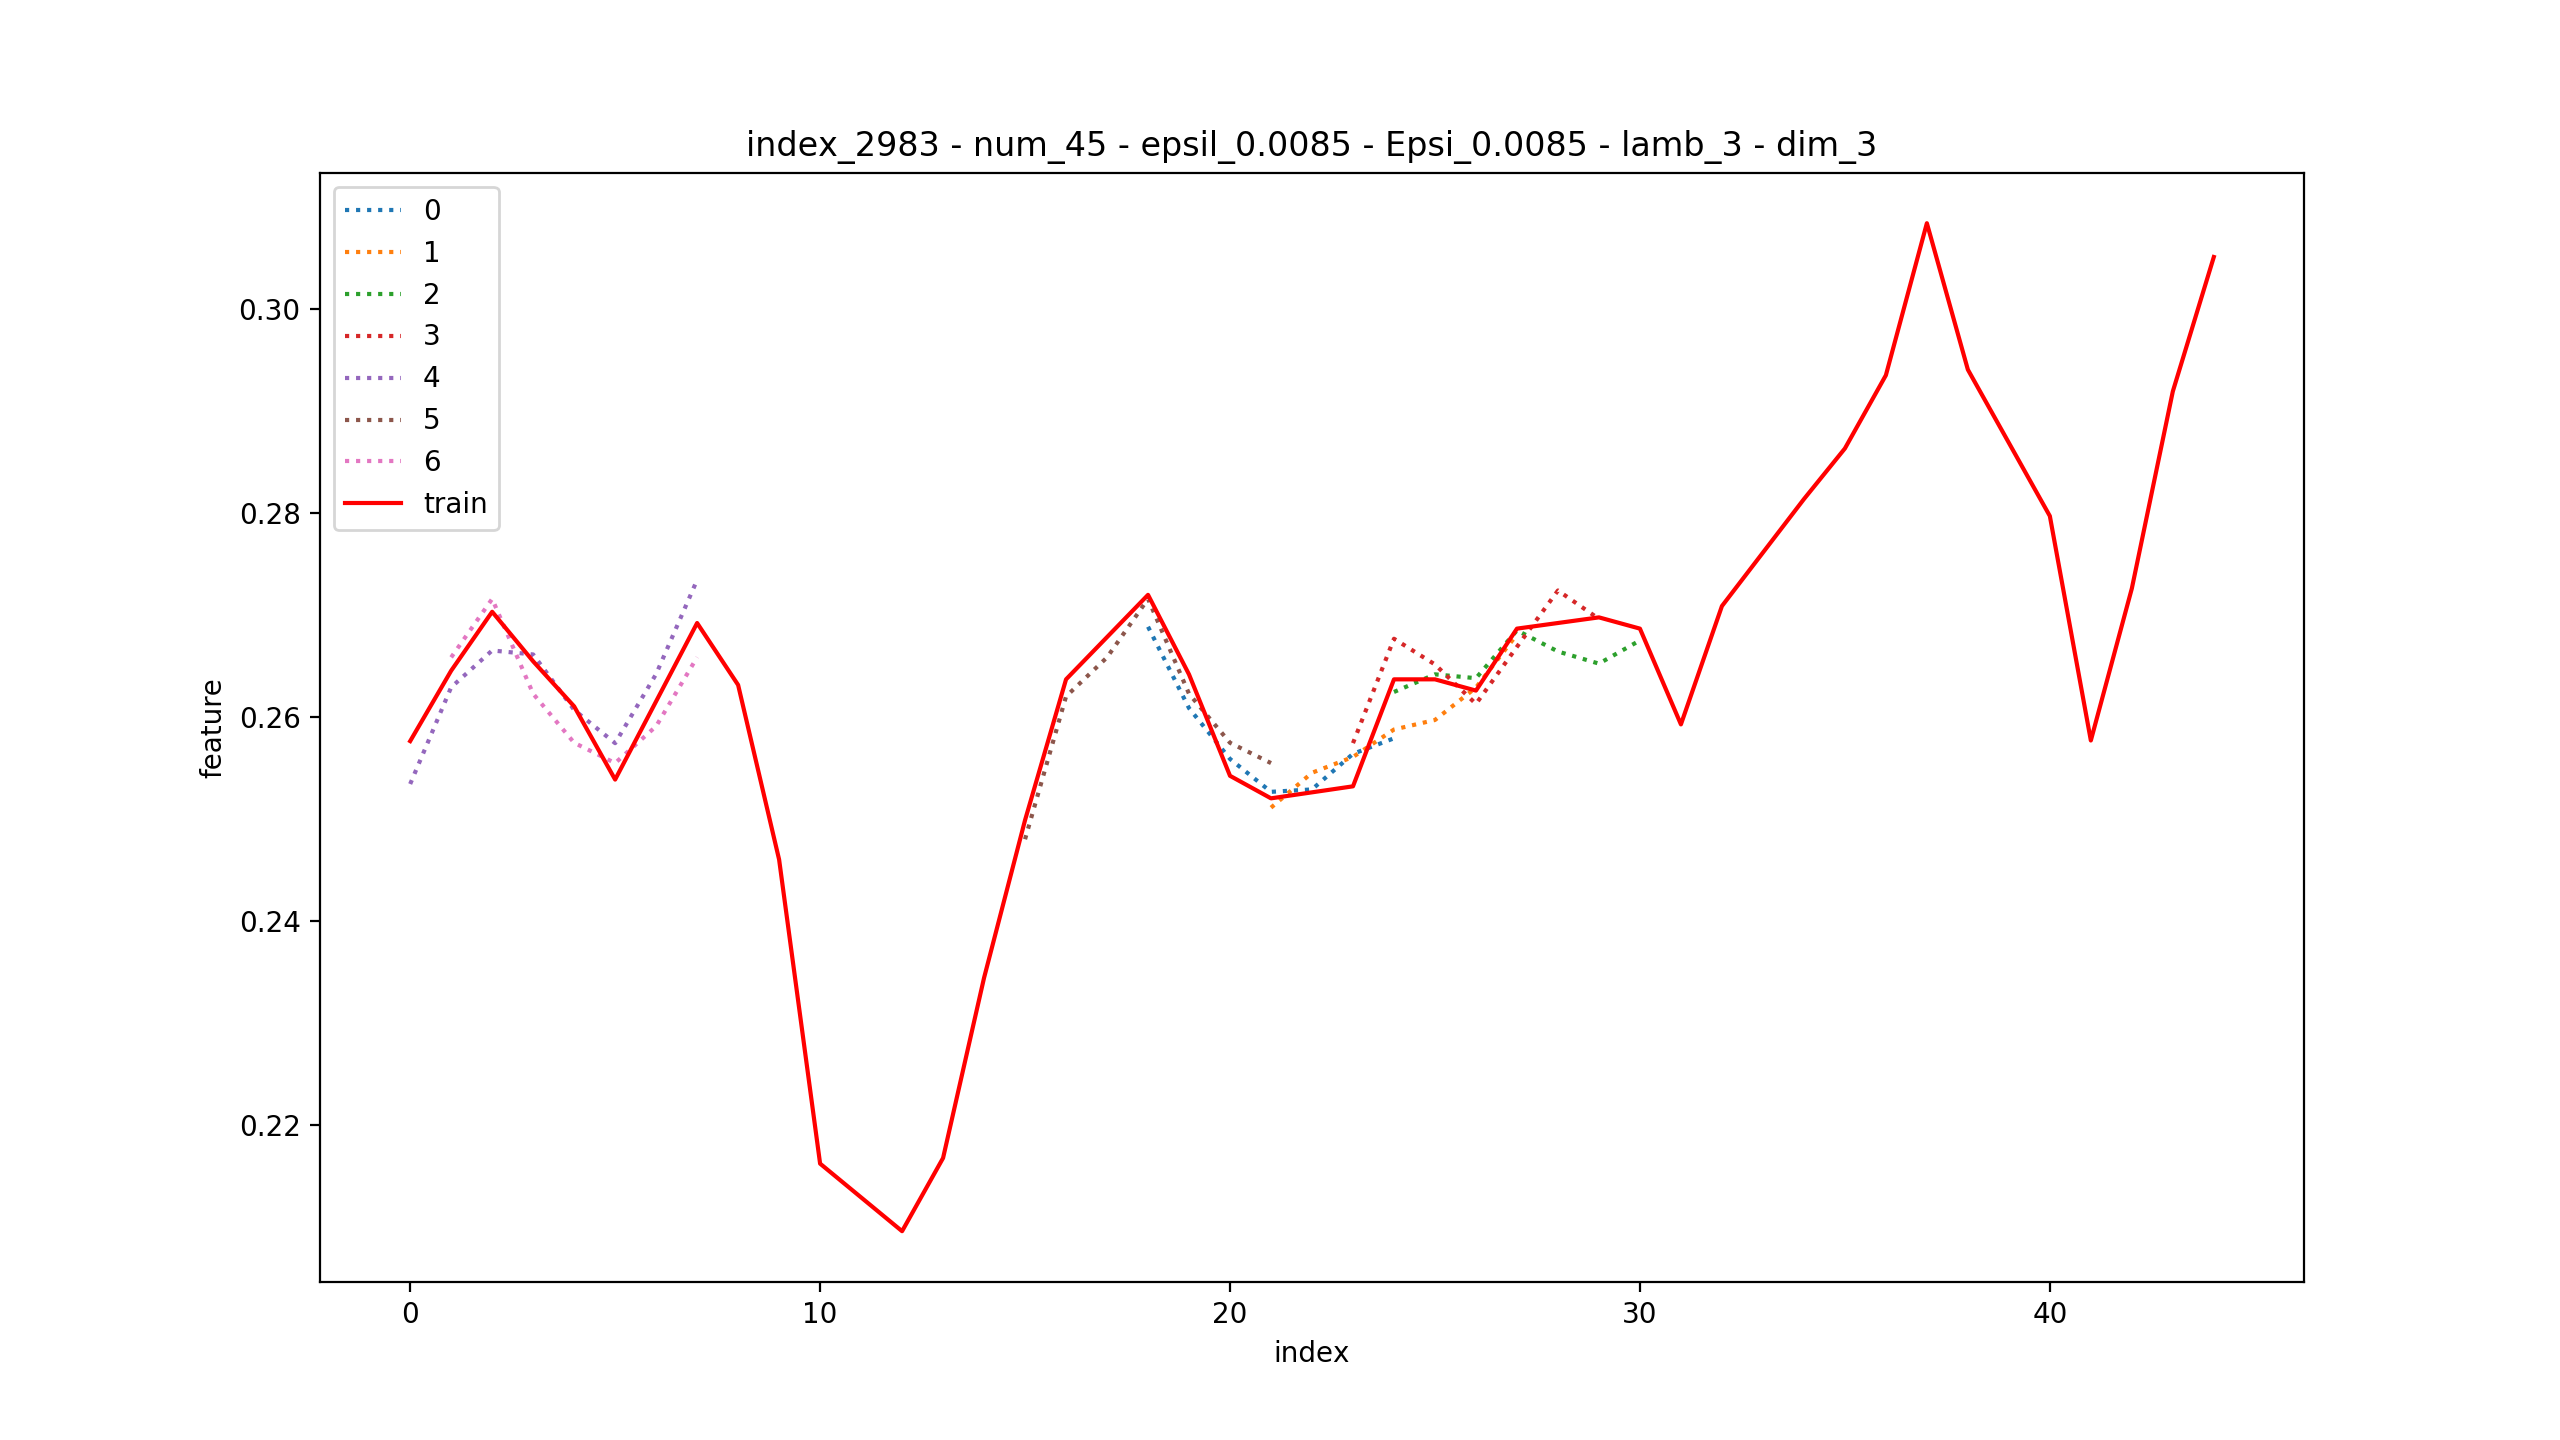 index_2983 - num_45 - epsil_0.0085 - Epsi_0.0085 - lamb_3 - dim_3
0
1
2
3
4
5
6
train
0.30
0.28
0.26
0.24
0.22
feature
0 10 20 30 40
index